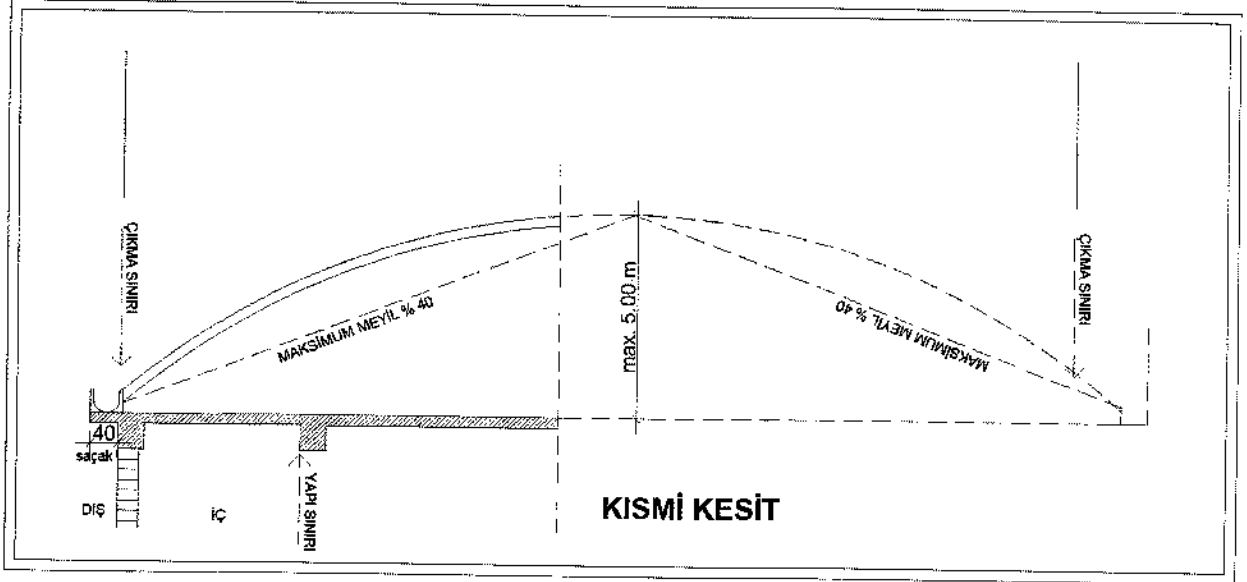 ÇIKMA SINIRI
ÇIKMA SINIRI
MAKSİMUM MEYİL % 40
max. 5.00 m
MAKSİMUM MEYİL % 40
40
saçak
DIŞ
İÇ
YAPI SINIRI
KISMİ KESİT